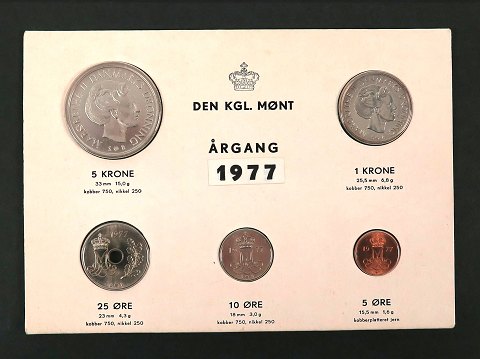 DEN KGL. MØNT
ÅRGANG
1977
5 KRONE
33 mm 15,0 g
kobber 750, nikkel 250
1 KRONE
25,5 mm 6,8 g
kobber 750, nikkel 250
25 ØRE
23 mm 4,3 g
kobber 750, nikkel 250
10 ØRE
18 mm 3,0 g
kobber 750, nikkel 250
5 ØRE
15,5 mm 1,6 g
kobberplatteret jern